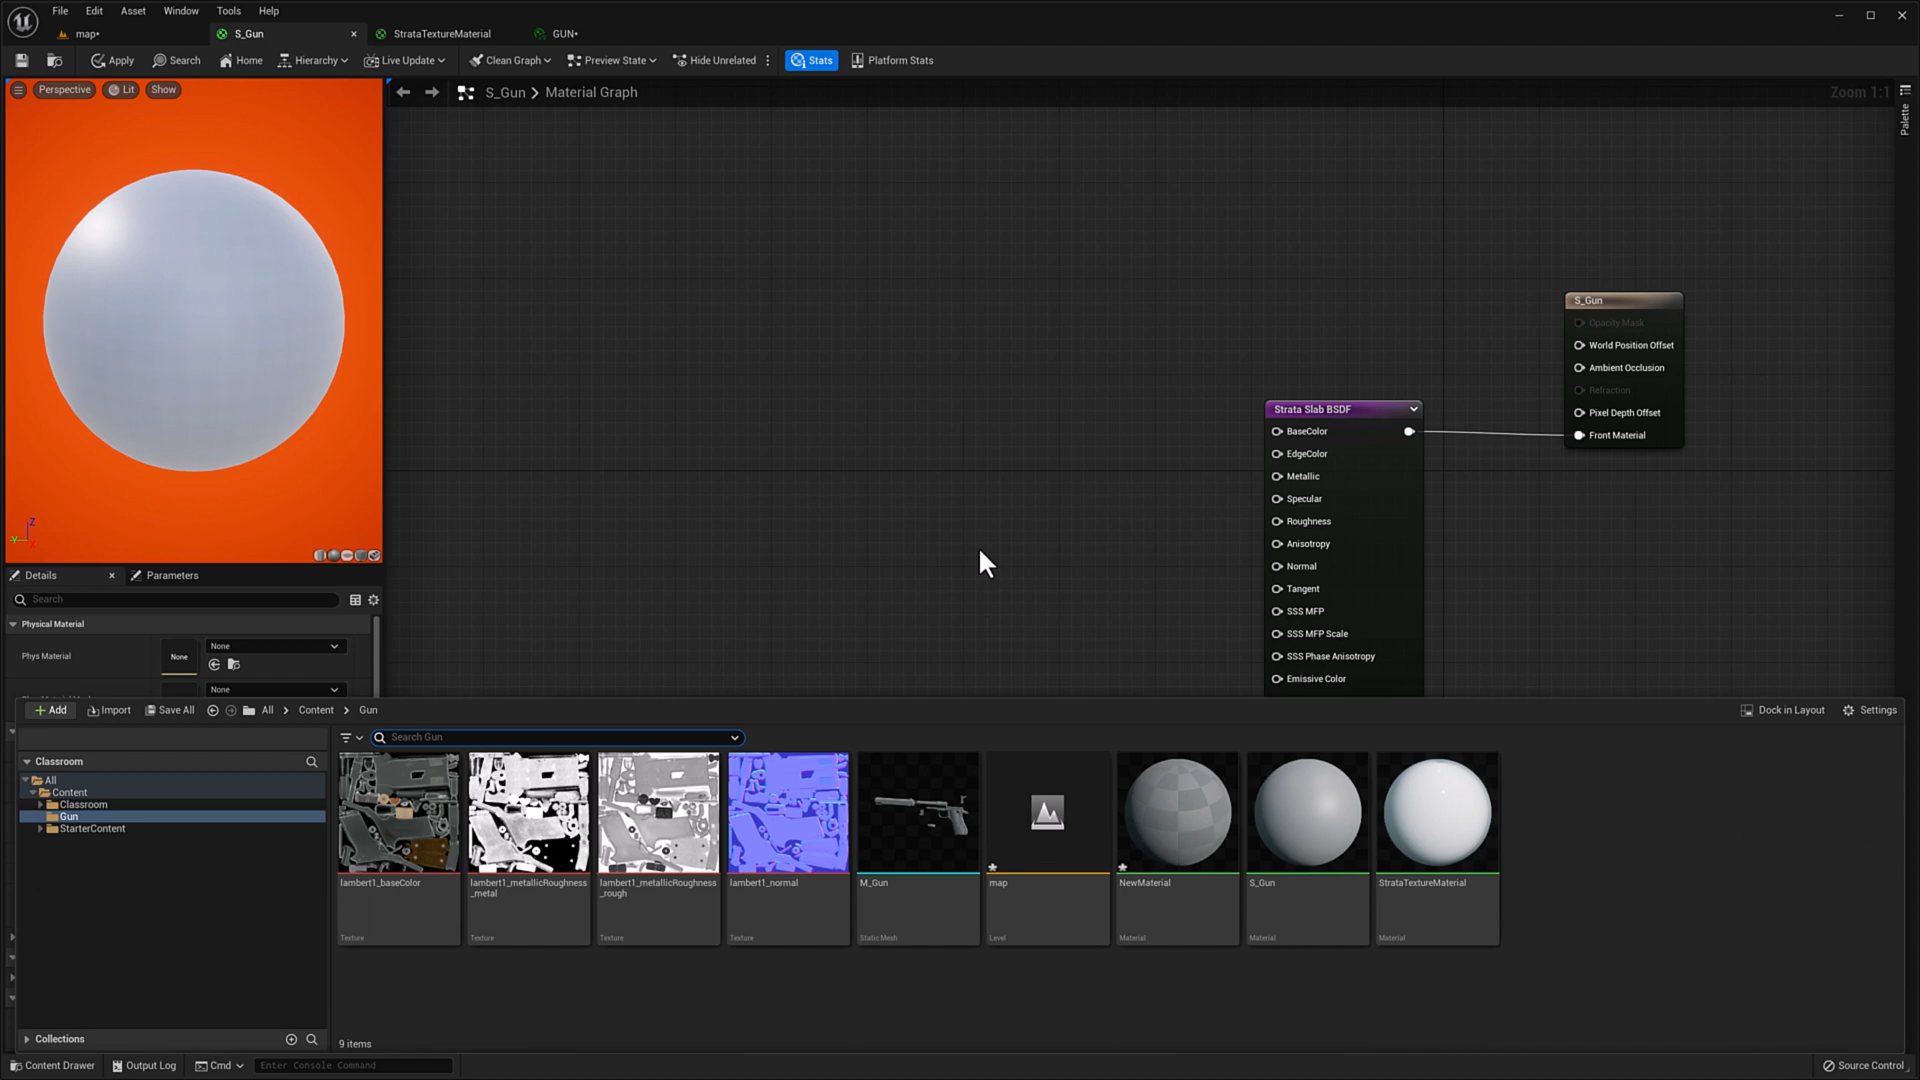 File Edit Asset Window Tools Help
map• S_Gun × StrataTextureMaterial GUN•
Apply Search Home Hierarchy Live Update Clean Graph Preview State Hide Unrelated Stats Platform Stats
Perspective Lit Show
S_Gun > Material Graph
Zoom 1:1
Palette
S_Gun
Opacity Mask
World Position Offset
Ambient Occlusion
Refraction
Pixel Depth Offset
Front Material
Strata Slab BSDF
BaseColor
EdgeColor
Metallic
Specular
Roughness
Anisotropy
Normal
Tangent
SSS MFP
SSS MFP Scale
SSS Phase Anisotropy
Emissive Color
Z
Y X
Details × Parameters
Search
Physical Material
Phys Material None None
None
+ Add Import Save All All > Content > Gun Dock in Layout Settings
Search Gun
Classroom
All
Content
Classroom
Gun
StarterContent
lambert1_baseColor
Texture
lambert1_metallicRoughness
_metal
Texture
lambert1_metallicRoughness
_rough
Texture
lambert1_normal
Texture
M_Gun
Static Mesh
map
Level
NewMaterial
Material
S_Gun
Material
StrataTextureMaterial
Material
Collections
9 items
Content Drawer Output Log Cmd Enter Console Command Source Control